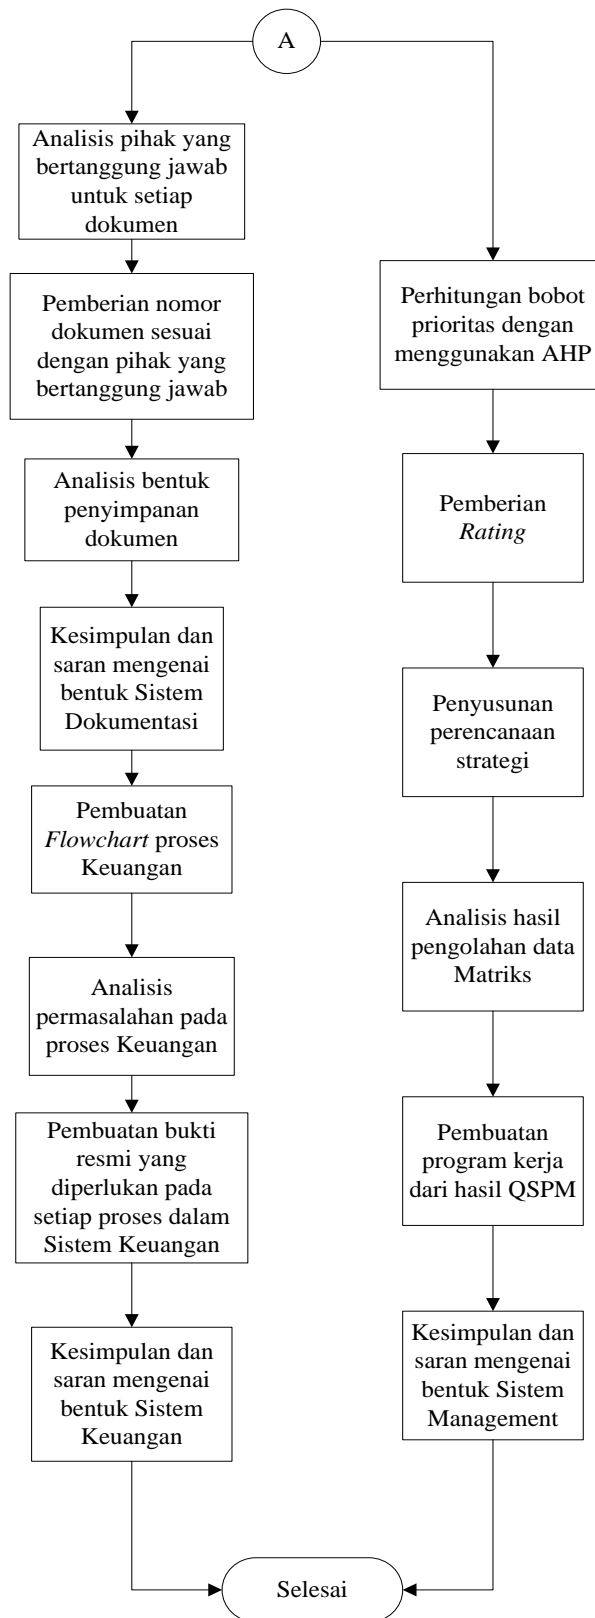 A
Analisis pihak yang
bertanggung jawab
untuk setiap
dokumen
Pemberian nomor
dokumen sesuai
dengan pihak yang
bertanggung jawab
Analisis bentuk
penyimpanan
dokumen
Kesimpulan dan
saran mengenai
bentuk Sistem
Dokumentasi
Pembuatan
Flowchart proses
Keuangan
Analisis
permasalahan pada
proses Keuangan
Pembuatan bukti
resmi yang
diperlukan pada
setiap proses dalam
Sistem Keuangan
Kesimpulan dan
saran mengenai
bentuk Sistem
Keuangan
Perhitungan bobot
prioritas dengan
menggunakan AHP
Pemberian
Rating
Penyusunan
perencanaan
strategi
Analisis hasil
pengolahan data
Matriks
Pembuatan
program kerja
dari hasil QSPM
Kesimpulan dan
saran mengenai
bentuk Sistem
Management
Selesai